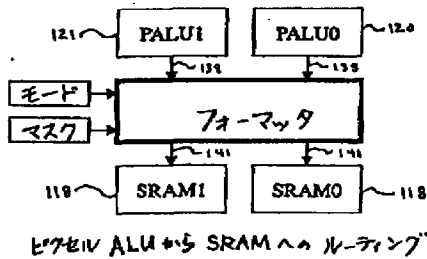 121 PALU1 PALU0 120
138 138
モード
マスク
フォーマッタ
141 141
118 SRAM1 SRAM0 118
ピクセル ALU から SRAM への ルーティング